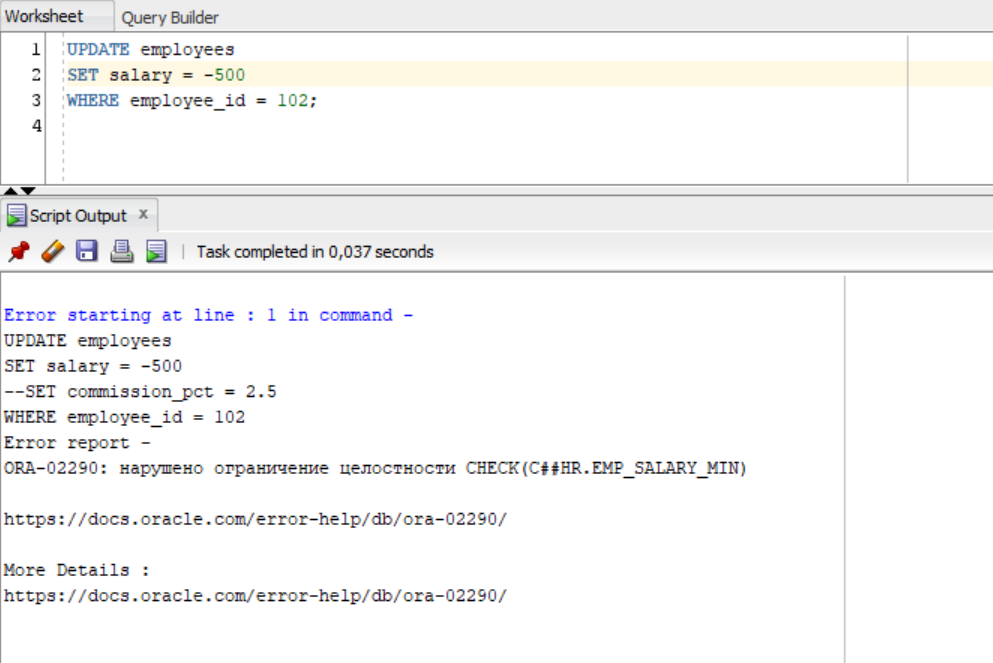 Worksheet Query Builder
1 UPDATE employees
2 SET salary = -500
3 WHERE employee_id = 102;
4
Script Output x
Task completed in 0,037 seconds
Error starting at line : 1 in command -
UPDATE employees
SET salary = -500
--SET commission_pct = 2.5
WHERE employee_id = 102
Error report -
ORA-02290: нарушено ограничение целостности CHECK(C##HR.EMP_SALARY_MIN)
https://docs.oracle.com/error-help/db/ora-02290/
More Details :
https://docs.oracle.com/error-help/db/ora-02290/